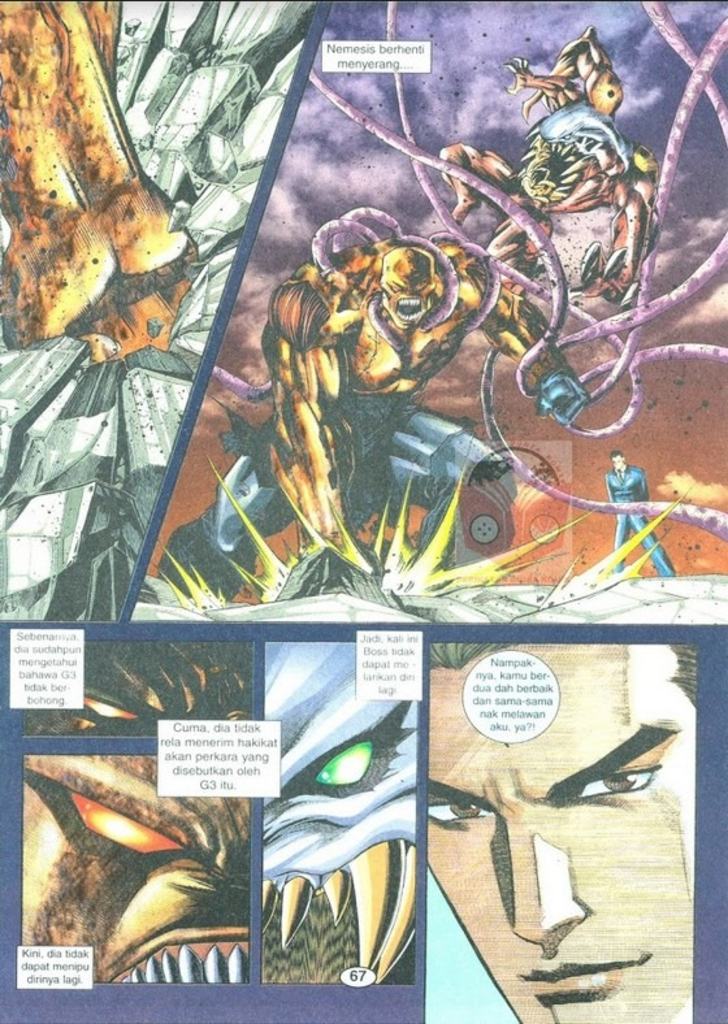 Nemesis berhenti
menyerang....
Sebenarnya,
dia sudahpun
mengetahui
bahawa G3
tidak ber-
bohong.
Cuma, dia tidak
rela menerim hakikat
akan perkara yang
disebutkan oleh
G3 itu.
Kini, dia tidak
dapat menipu
dirinya lagi.
Jadi, kali ini
Boss tidak
dapat me-
larikan diri
lagi.
Nampak-
nya, kamu ber-
dua dah berbaik
dan sama-sama
nak melawan
aku, ya?!
67